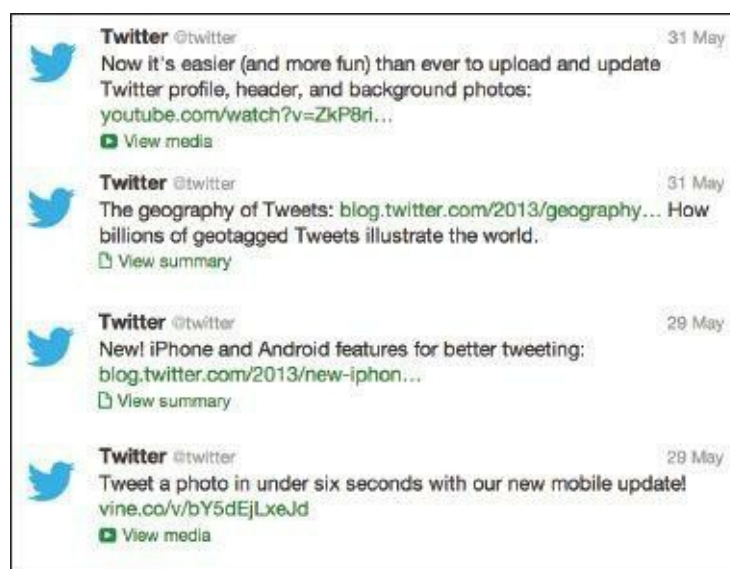 Twitter @twitter 31 May
Now it's easier (and more fun) than ever to upload and update
Twitter profile, header, and background photos:
youtube.com/watch?v=ZkP8ri...
View media
Twitter @twitter 31 May
The geography of Tweets: blog.twitter.com/2013/geography... How
billions of geotagged Tweets illustrate the world.
View summary
Twitter @twitter 29 May
New! iPhone and Android features for better tweeting:
blog.twitter.com/2013/new-iphon...
View summary
Twitter @twitter 29 May
Tweet a photo in under six seconds with our new mobile update!
vine.co/v/bY5dEjLxeJd
View media